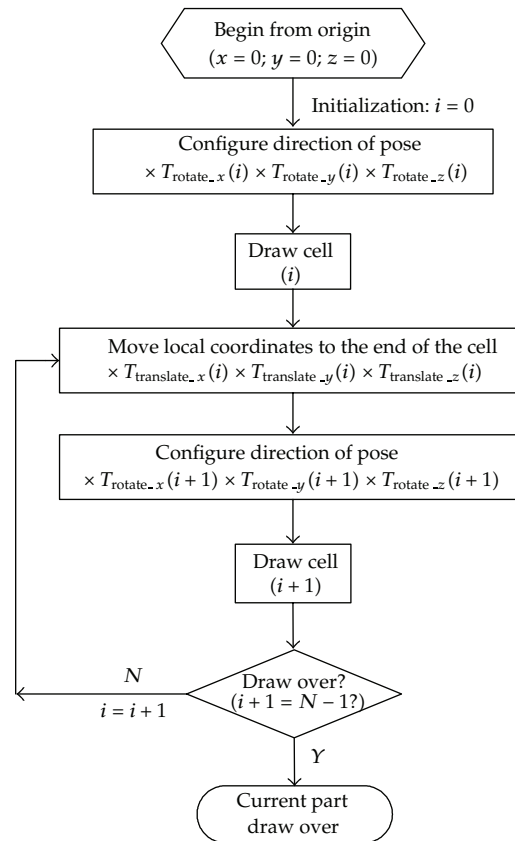 Begin from origin
(x = 0; y = 0; z = 0)
Initialization: i = 0
Configure direction of pose
× T_rotate_x(i) × T_rotate_y(i) × T_rotate_z(i)
Draw cell
(i)
Move local coordinates to the end of the cell
× T_translate_x(i) × T_translate_y(i) × T_translate_z(i)
Configure direction of pose
× T_rotate_x(i+1) × T_rotate_y(i+1) × T_rotate_z(i+1)
Draw cell
(i + 1)
Draw over?
(i + 1 = N − 1?)
N
i = i + 1
Y
Current part
draw over